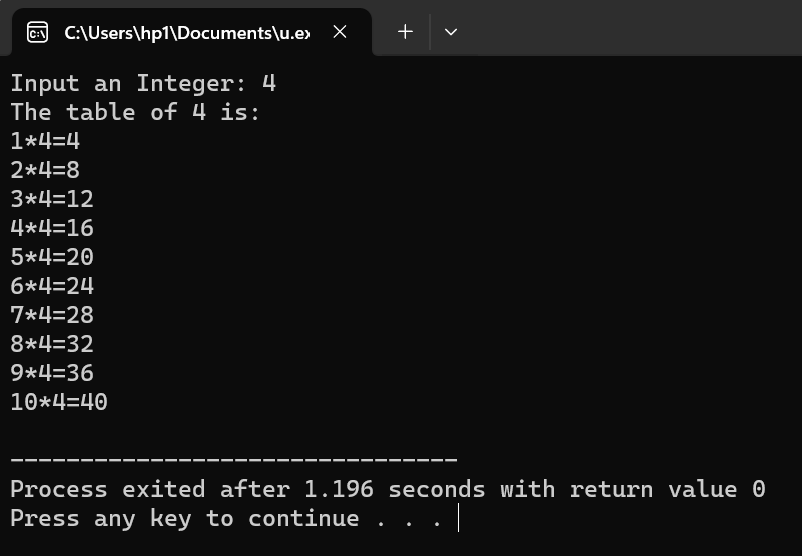 C:\Users\hp1\Documents\u.ex
Input an Integer: 4
The table of 4 is:
1*4=4
2*4=8
3*4=12
4*4=16
5*4=20
6*4=24
7*4=28
8*4=32
9*4=36
10*4=40
--------------------------------
Process exited after 1.196 seconds with return value 0
Press any key to continue . . .